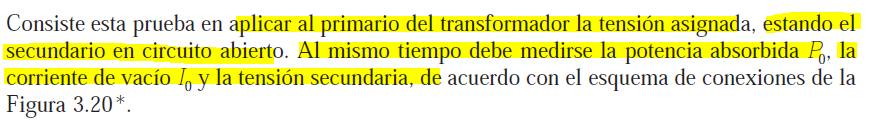 Consiste esta prueba en aplicar al primario del transformador la tensión asignada, estando el
secundario en circuito abierto. Al mismo tiempo debe medirse la potencia absorbida P₀, la
corriente de vacío I₀ y la tensión secundaria, de acuerdo con el esquema de conexiones de la
Figura 3.20*.